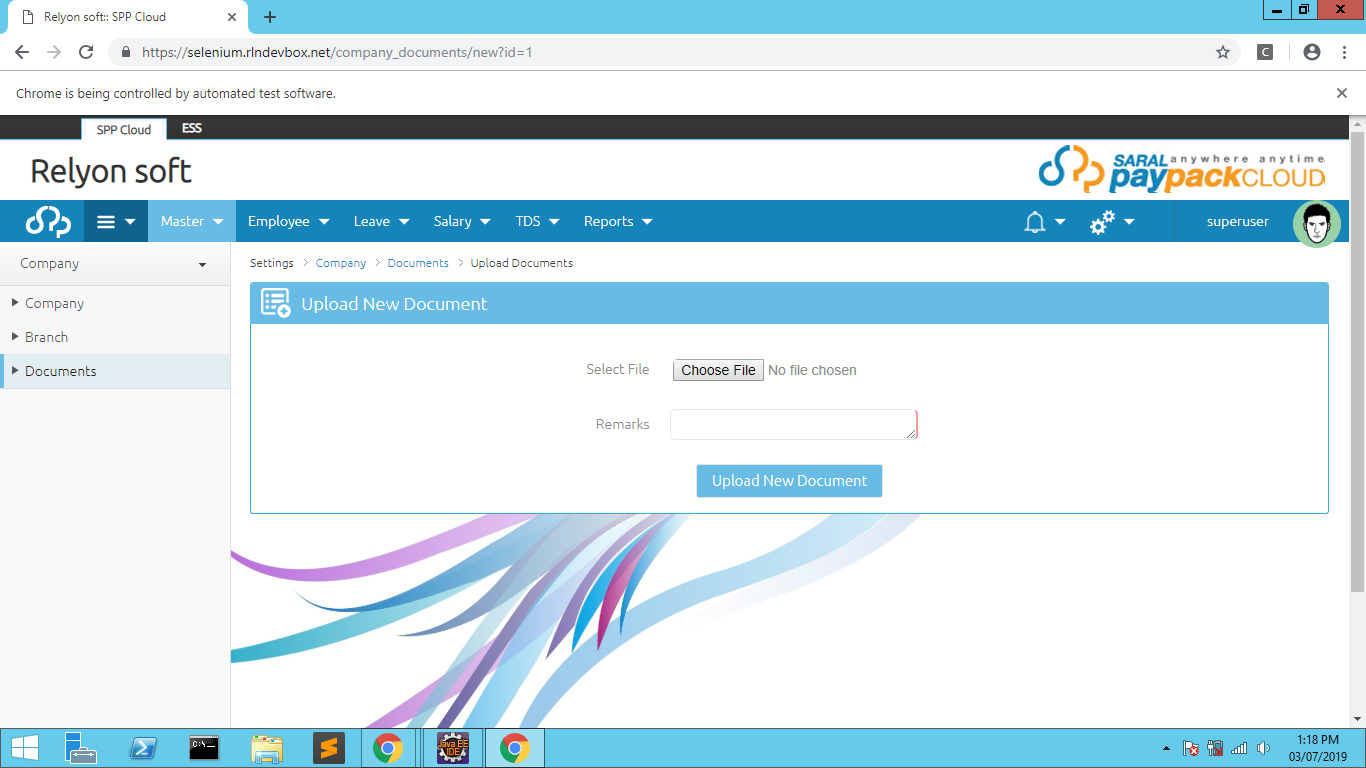 Relyon soft:: SPP Cloud
https://selenium.rlndevbox.net/company_documents/new?id=1
C
Chrome is being controlled by automated test software.
SPP Cloud ESS
Relyon soft
SARAL anywhere anytime
paypackCLOUD
Master Employee Leave Salary TDS Reports superuser
Company
Settings > Company > Documents > Upload Documents
Company
Branch
Documents
Upload New Document
Select File Choose File No file chosen
Remarks
Upload New Document
C:\_
Java EE
IDE
1:18 PM
03/07/2019